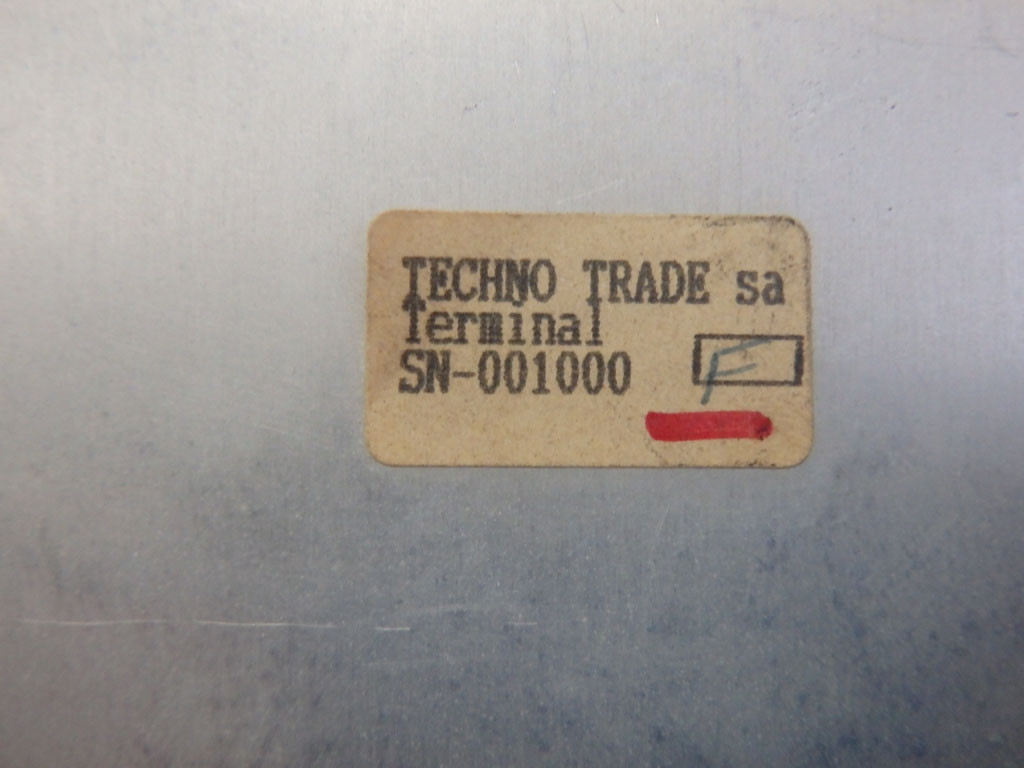 TECHNO TRADE sa
Terminal
SN-001000 F